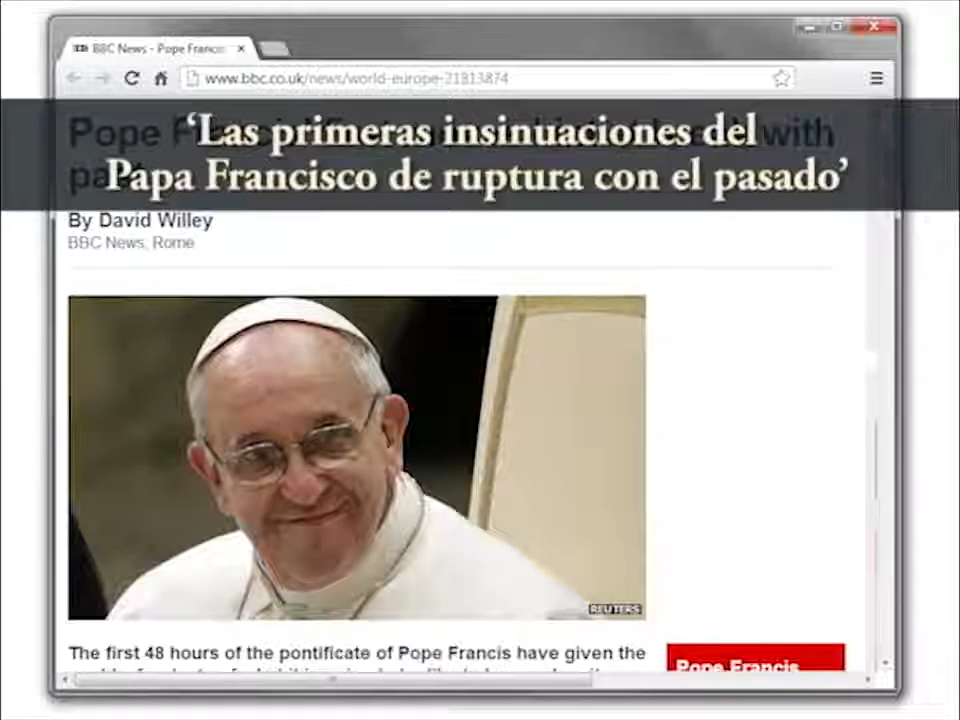 BBC News - Pope Francis
www.bbc.co.uk/news/world-europe-21813874
Pope with
‘Las primeras insinuaciones del
Papa Francisco de ruptura con el pasado’
By David Willey
BBC News, Rome
REUTERS
The first 48 hours of the pontificate of Pope Francis have given the
Pope Francis